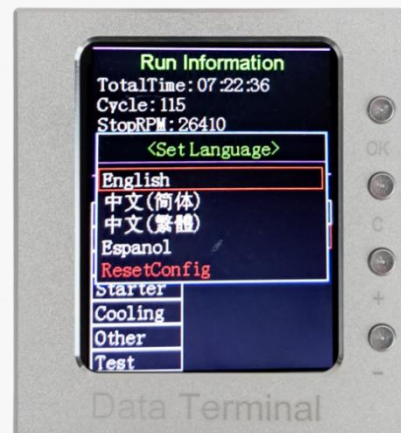 Run Information
TotalTime:07:22:36
Cycle:115
StopRPM:26410
<Set Language>
English
中文(简体)
中文(繁體)
Espanol
ResetConfig
Starter
Cooling
Other
Test
OK
C
+
-
Data Terminal